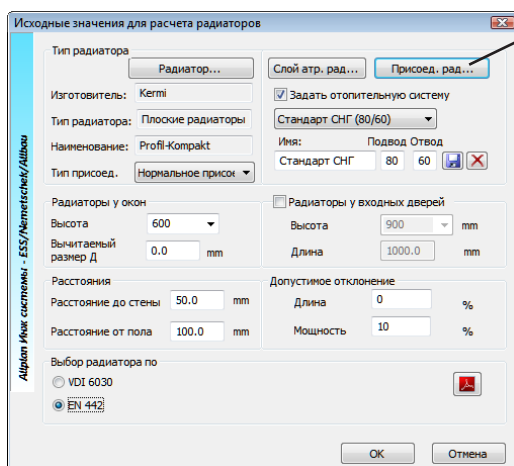 Исходные значения для расчета радиаторов
Тип радиатора
Радиатор...
Изготовитель: Kermi
Тип радиатора: Плоские радиаторы
Наименование: Profil-Kompakt
Тип присоед. Нормальное присое
Слой атр. рад... Присоед. рад...
Задать отопительную систему
Стандарт СНГ (80/60)
Имя: Подвод Отвод
Стандарт СНГ 80 60
Радиаторы у окон
Высота 600
Вычитаемый
размер Д 0.0 mm
Радиаторы у входных дверей
Высота 900 mm
Длина 1000.0 mm
Расстояния
Расстояние до стены 50.0 mm
Расстояние от пола 100.0 mm
Допустимое отклонение
Длина 0 %
Мощность 10 %
Выбор радиатора по
VDI 6030
EN 442
OK Отмена
Allplan Инж системы - ESS/Nemetschek/Altbau